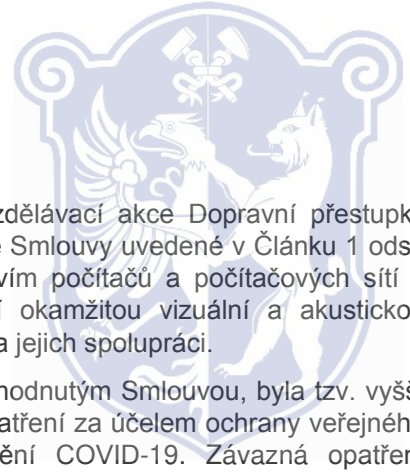 zdělávací akce Dopravní přestupk
e Smlouvy uvedené v Článku 1 ods
vím počítačů a počítačových sítí
í okamžitou vizuální a akusticko
a jejich spolupráci.
hodnutým Smlouvou, byla tzv. vyšš
atření za účelem ochrany veřejného
ění COVID-19. Závazná opatřen